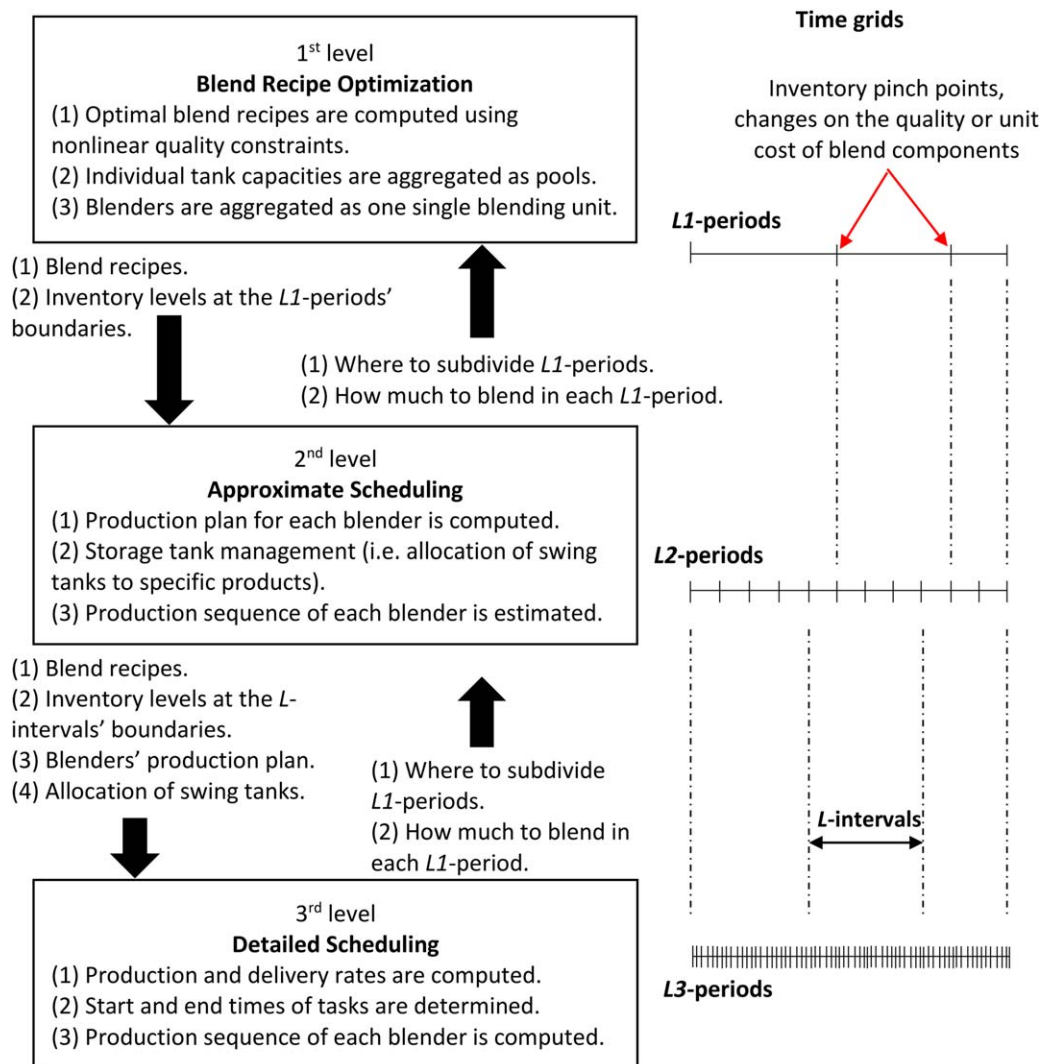 1st level
Blend Recipe Optimization
(1) Optimal blend recipes are computed using
nonlinear quality constraints.
(2) Individual tank capacities are aggregated as pools.
(3) Blenders are aggregated as one single blending unit.
(1) Blend recipes.
(2) Inventory levels at the L1-periods’
boundaries.
(1) Where to subdivide L1-periods.
(2) How much to blend in each L1-period.
2nd level
Approximate Scheduling
(1) Production plan for each blender is computed.
(2) Storage tank management (i.e. allocation of swing
tanks to specific products).
(3) Production sequence of each blender is estimated.
(1) Blend recipes.
(2) Inventory levels at the L-
intervals’ boundaries.
(3) Blenders’ production plan.
(4) Allocation of swing tanks.
(1) Where to subdivide
L1-periods.
(2) How much to blend in
each L1-period.
3rd level
Detailed Scheduling
(1) Production and delivery rates are computed.
(2) Start and end times of tasks are determined.
(3) Production sequence of each blender is computed.
Time grids
Inventory pinch points,
changes on the quality or unit
cost of blend components
L1-periods
L2-periods
L-intervals
L3-periods